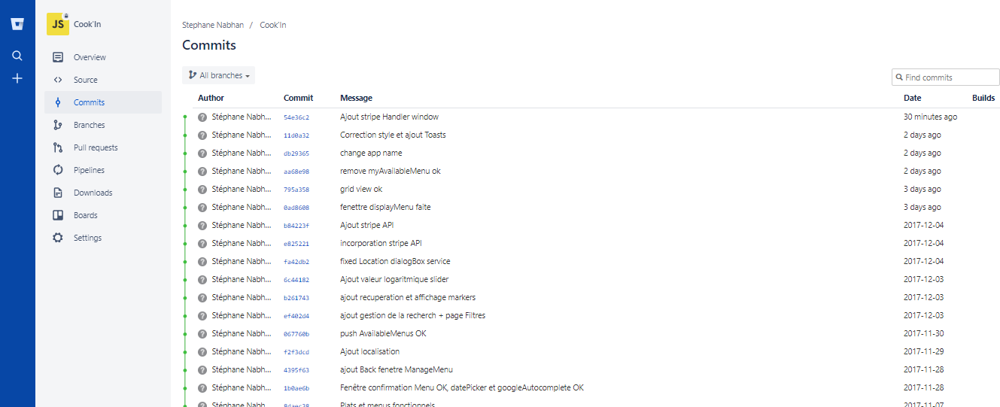 JS Cook'In
Overview
Source
Commits
Branches
Pull requests
Pipelines
Downloads
Boards
Settings
Stephane Nabhan / Cook'In
Commits
All branches
Find commits
Author Commit Message Date Builds
Stéphane Nabh... 54e36c2 Ajout stripe Handler window 30 minutes ago
Stéphane Nabh... 11d0a32 Correction style et ajout Toasts 2 days ago
Stéphane Nabh... db29365 change app name 2 days ago
Stéphane Nabh... aa68e98 remove myAvailableMenu ok 2 days ago
Stéphane Nabh... 795a358 grid view ok 3 days ago
Stéphane Nabh... 0ad8608 fenettre displayMenu faite 3 days ago
Stéphane Nabh... b84223f Ajout stripe API 2017-12-04
Stéphane Nabh... e825221 incorporation stripe API 2017-12-04
Stéphane Nabh... fa42db2 fixed Location dialogBox service 2017-12-04
Stéphane Nabh... 6c44182 Ajout valeur logaritmique slider 2017-12-03
Stéphane Nabh... b261743 ajout recuperation et affichage markers 2017-12-03
Stéphane Nabh... ef402d4 ajout gestion de la recherch + page Filtres 2017-12-03
Stéphane Nabh... 067760b push AvailableMenus OK 2017-11-30
Stéphane Nabh... f2f3dcd Ajout localisation 2017-11-29
Stéphane Nabh... 4395f63 ajout Back fenetre ManageMenu 2017-11-28
Stéphane Nabh... 1b0ae6b Fenêtre confirmation Menu OK, datePicker et googleAutocomplete OK 2017-11-28
Stéphane Nabh... 8daec38 Plats et menus fonctionnels 2017-11-07